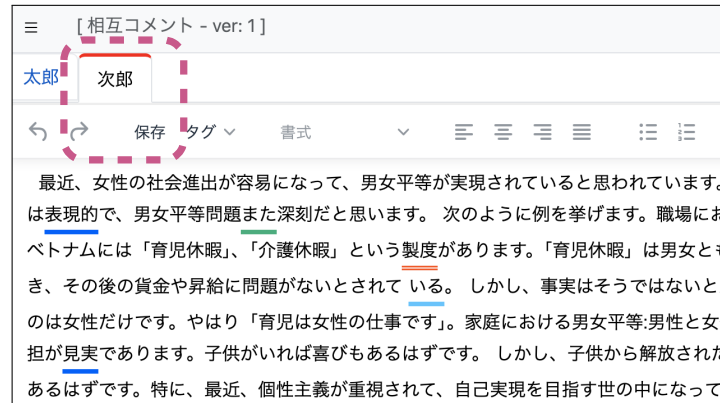 [ 相互コメント - ver: 1 ]
太郎 次郎
保存 タグ 書式
最近、女性の社会進出が容易になって、男女平等が実現されていると思われています。
は表現的で、男女平等問題また深刻だと思います。 次のように例を挙げます。職場にお
ベトナムには「育児休暇」、「介護休暇」という製度があります。「育児休暇」は男女とも
き、その後の貨金や昇給に問題がないとされて いる。 しかし、事実はそうではないと
のは女性だけです。やはり「育児は女性の仕事です」。家庭における男女平等:男性と女
担が見実であります。子供がいれば喜びもあるはずです。 しかし、子供から解放された
あるはずです。特に、最近、個性主義が重視されて、自己実現を目指す世の中になって